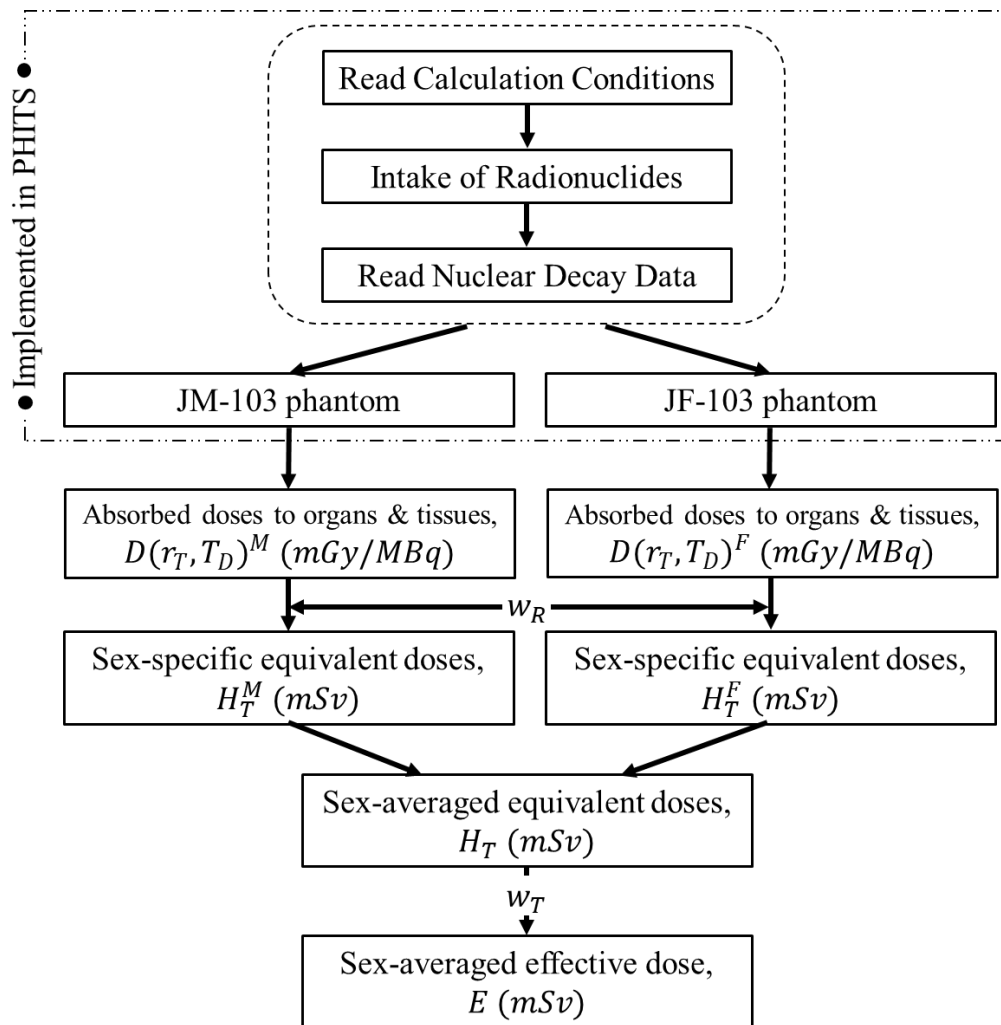 Implemented in PHITS
Read Calculation Conditions
Intake of Radionuclides
Read Nuclear Decay Data
JM-103 phantom
JF-103 phantom
Absorbed doses to organs & tissues,
D(r_T, T_D)^M (mGy/MBq)
Absorbed doses to organs & tissues,
D(r_T, T_D)^F (mGy/MBq)
w_R
Sex-specific equivalent doses,
H_T^M (mSv)
Sex-specific equivalent doses,
H_T^F (mSv)
Sex-averaged equivalent doses,
H_T (mSv)
w_T
Sex-averaged effective dose,
E (mSv)